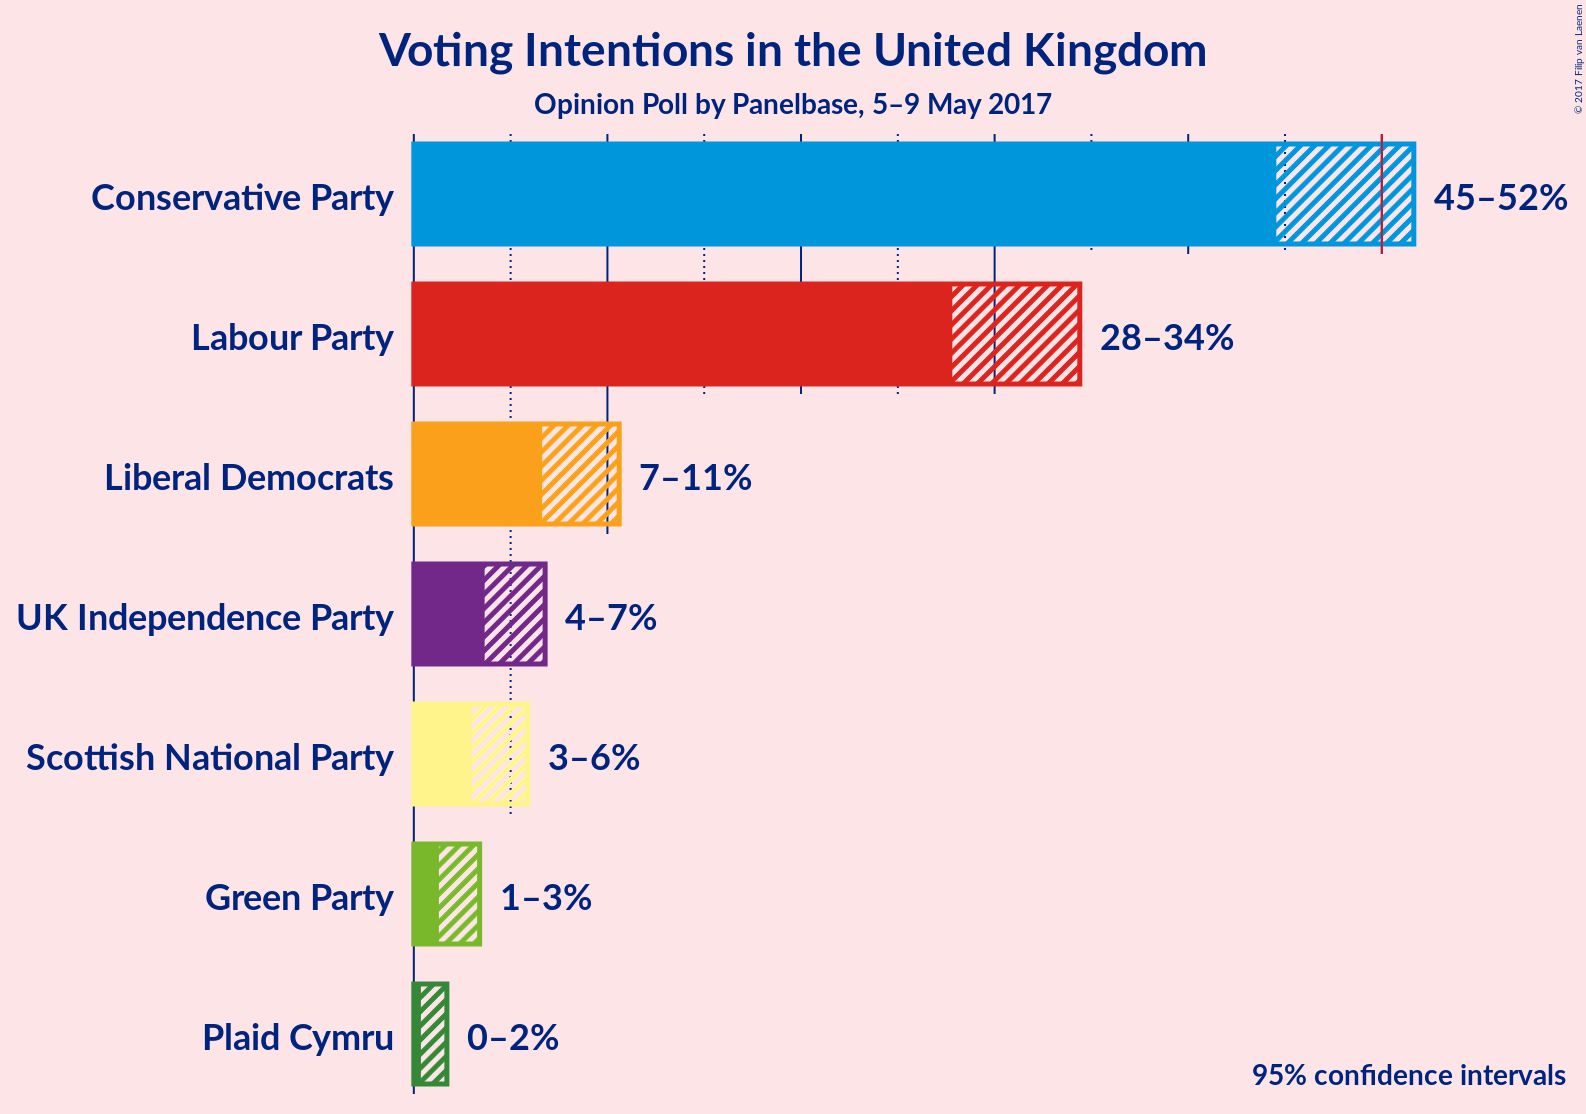 Voting Intentions in the United Kingdom
Opinion Poll by Panelbase, 5–9 May 2017
© 2017 Filip van Laenen
Conservative Party
45–52%
Labour Party
28–34%
Liberal Democrats
7–11%
UK Independence Party
4–7%
Scottish National Party
3–6%
Green Party
1–3%
Plaid Cymru
0–2%
95% confidence intervals